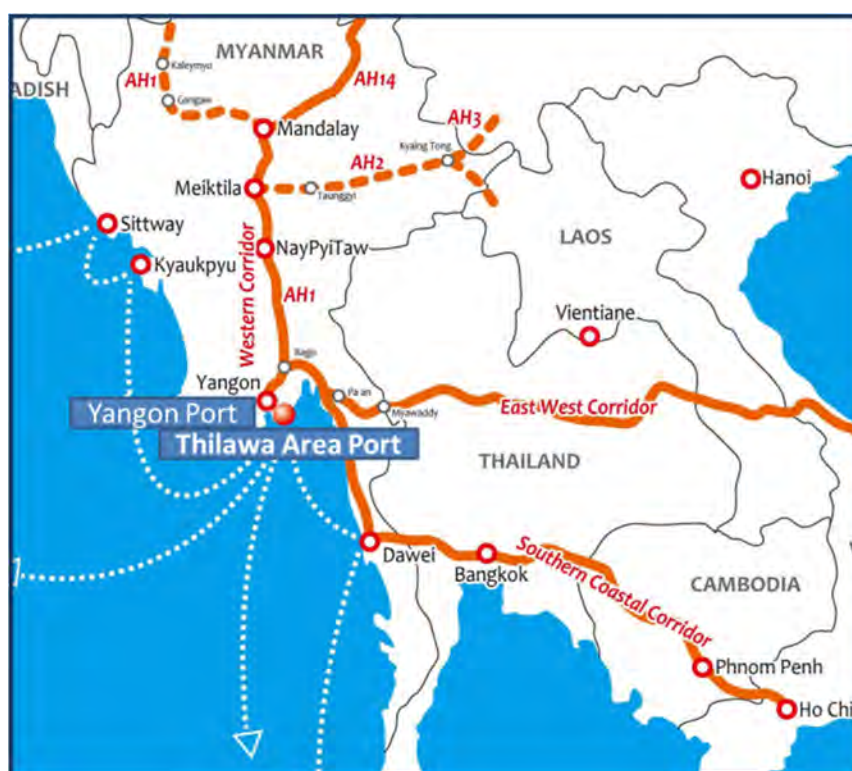 MYANMAR
Kaleymyo
AH1
AH14
ADISH
Gangaw
AH3
Mandalay
Kyaing Tong
AH2
Hanoi
Meiktila
Taunggyi
Sittway
LAOS
NayPyiTaw
Kyaukpyu
Western Corridor
AH1
Vientiane
Bago
Yangon
Pa an
Myawaddy
East West Corridor
Yangon Port
Thilawa Area Port
THAILAND
Dawei
Bangkok
Southern Coastal Corridor
CAMBODIA
Phnom Penh
Ho Chi